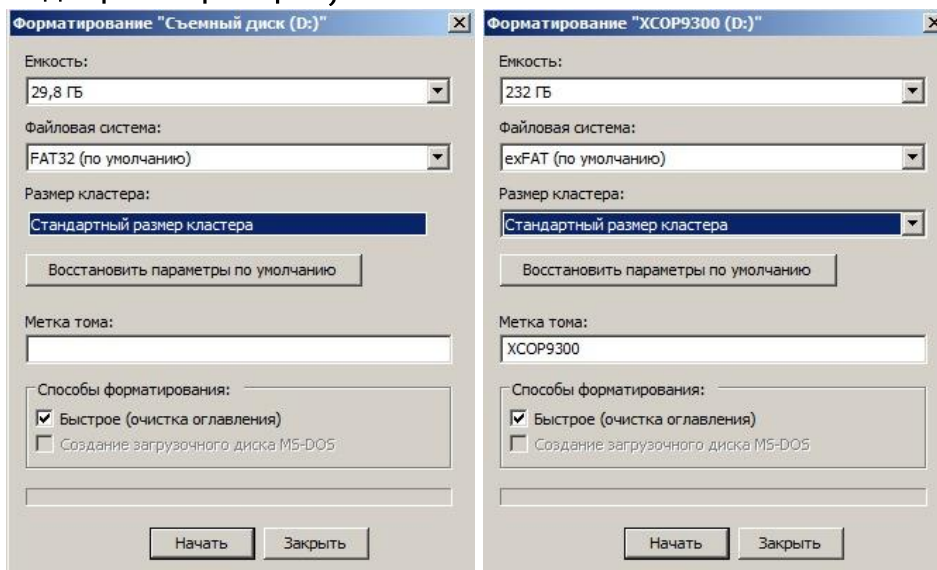 Форматирование "Съемный диск (D:)"
Емкость:
29,8 ГБ
Файловая система:
FAT32 (по умолчанию)
Размер кластера:
Стандартный размер кластера
Восстановить параметры по умолчанию
Метка тома:
Способы форматирования:
Быстрое (очистка оглавления)
Создание загрузочного диска MS-DOS
Начать
Закрыть
Форматирование "XCOP9300 (D:)"
Емкость:
232 ГБ
Файловая система:
exFAT (по умолчанию)
Размер кластера:
Стандартный размер кластера
Восстановить параметры по умолчанию
Метка тома:
XCOP9300
Способы форматирования:
Быстрое (очистка оглавления)
Создание загрузочного диска MS-DOS
Начать
Закрыть